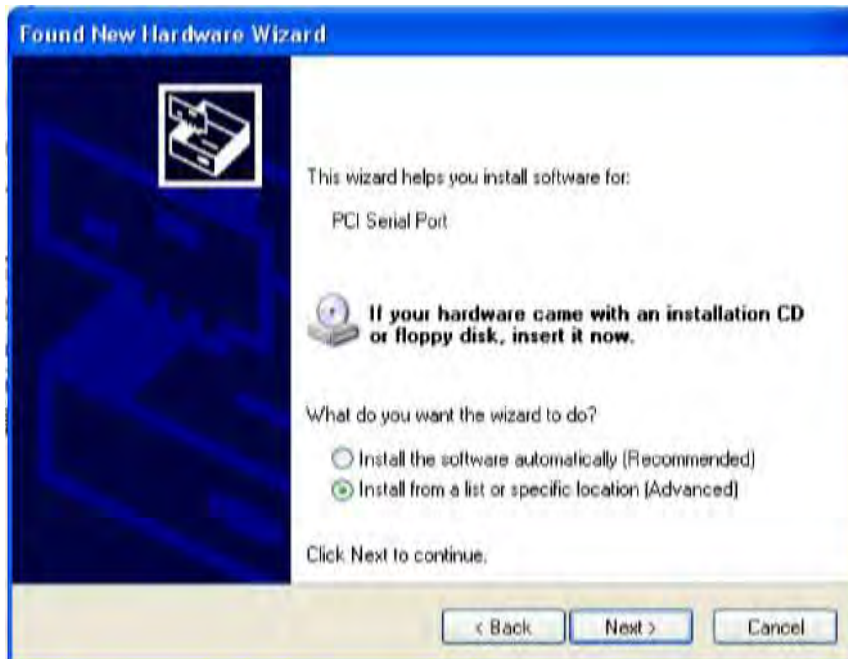 Found New Hardware Wizard
This wizard helps you install software for:
PCI Serial Port
If your hardware came with an installation CD
or floppy disk, insert it now.
What do you want the wizard to do?
Install the software automatically (Recommended)
Install from a list or specific location (Advanced)
Click Next to continue.
< Back
Next >
Cancel